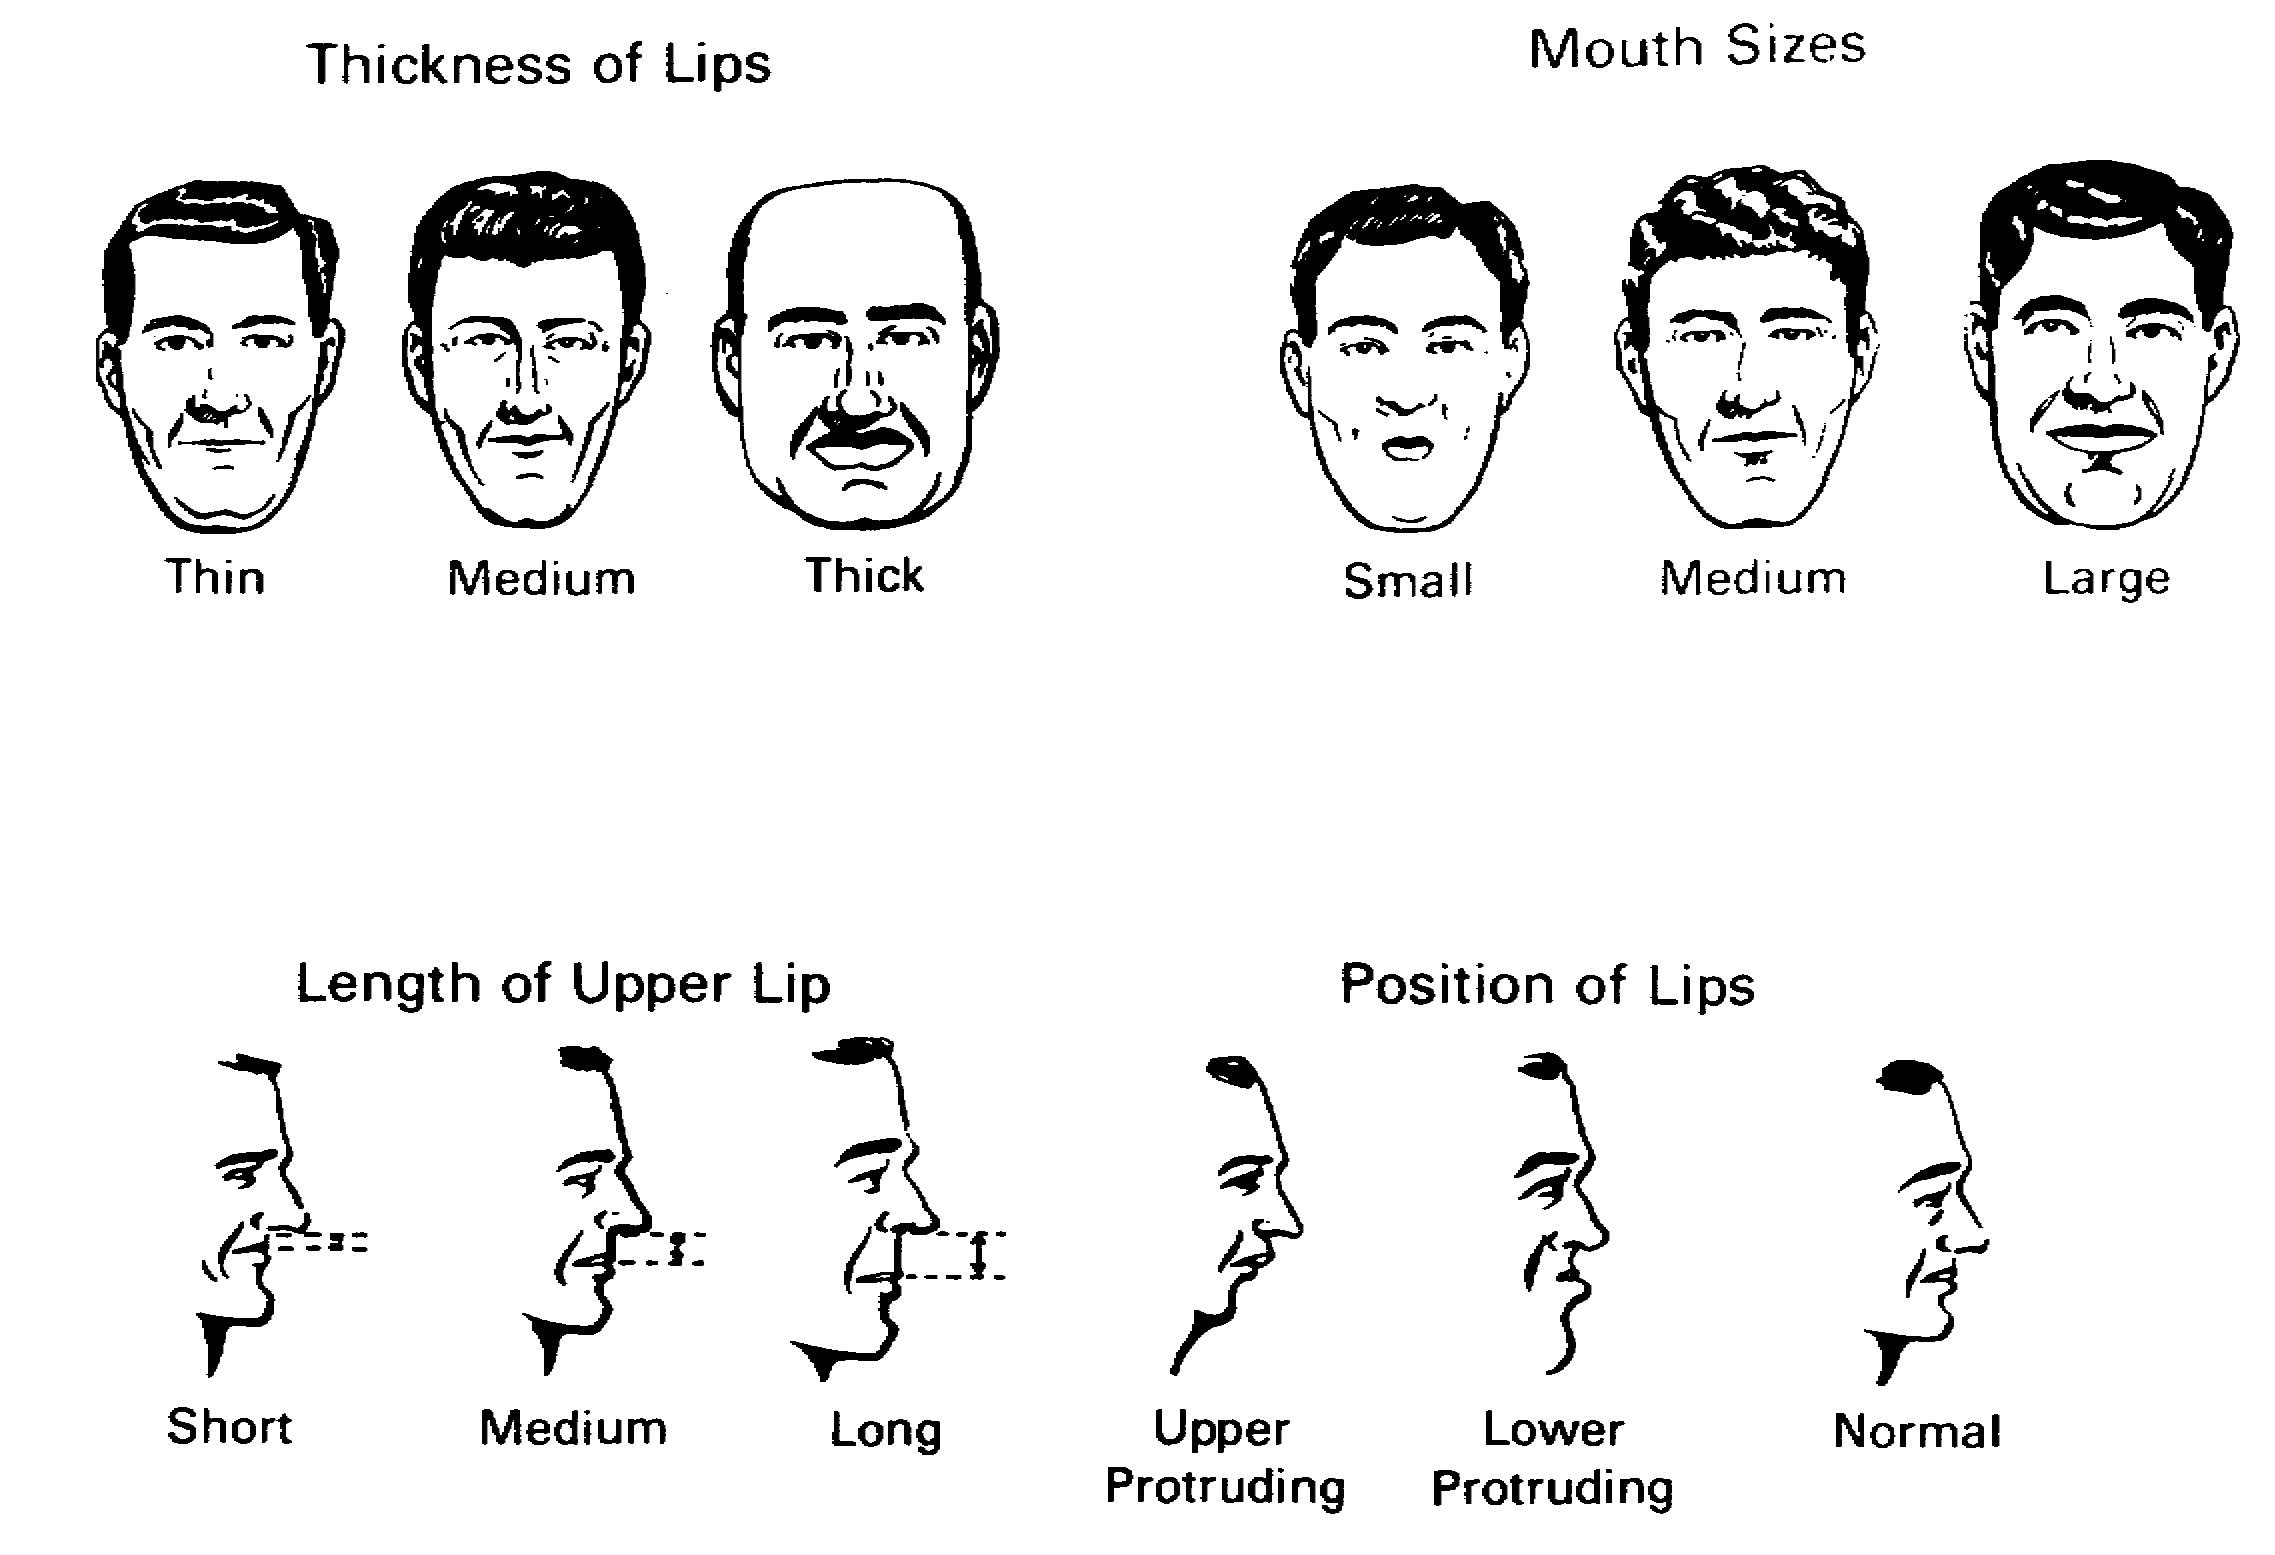 Thickness of Lips
Thin
Medium
Thick
Mouth Sizes
Small
Medium
Large
Length of Upper Lip
Short
Medium
Long
Position of Lips
Upper
Protruding
Lower
Protruding
Normal